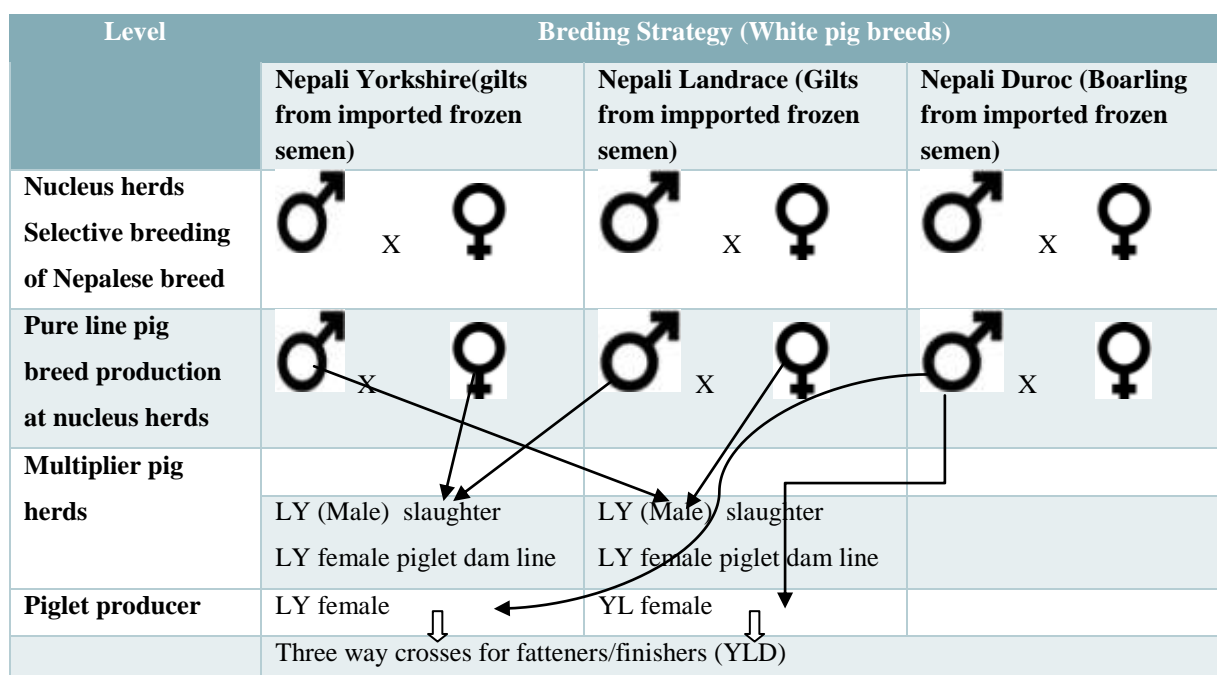 Level
Breding Strategy (White pig breeds)
Nepali Yorkshire(gilts
from imported frozen
semen)
Nepali Landrace (Gilts
from impported frozen
semen)
Nepali Duroc (Boarling
from imported frozen
semen)
Nucleus herds
Selective breeding
of Nepalese breed
X
X
X
Pure line pig
breed production
at nucleus herds
X
X
X
Multiplier pig
herds
LY (Male) slaughter
LY female piglet dam line
LY (Male) slaughter
LY female piglet dam line
Piglet producer
LY female
YL female
Three way crosses for fatteners/finishers (YLD)